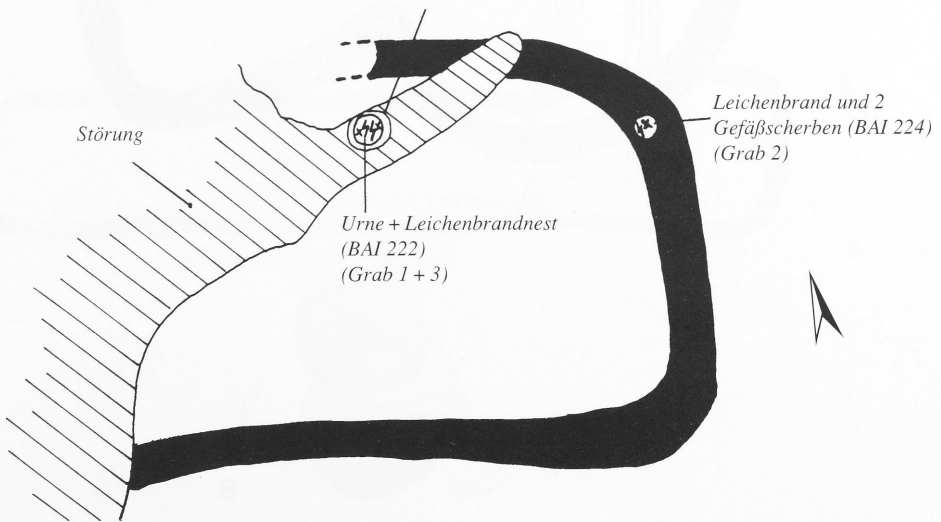 Störung
Leichenbrand und 2
Gefäßscherben (BAI 224)
(Grab 2)
Urne + Leichenbrandnest
(BAI 222)
(Grab 1 + 3)